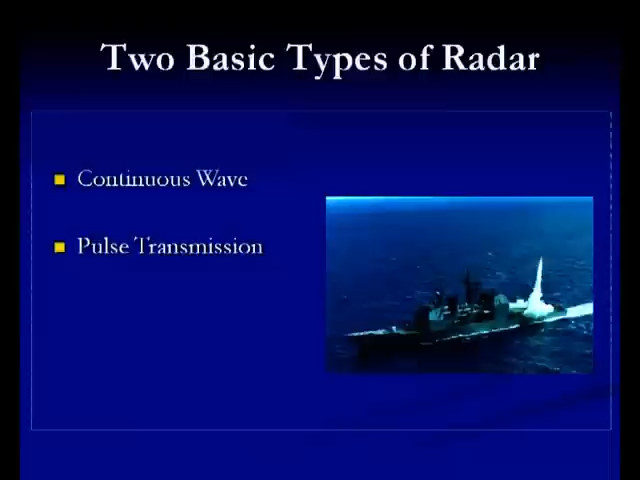 Two Basic Types of Radar
Continuous Wave
Pulse Transmission